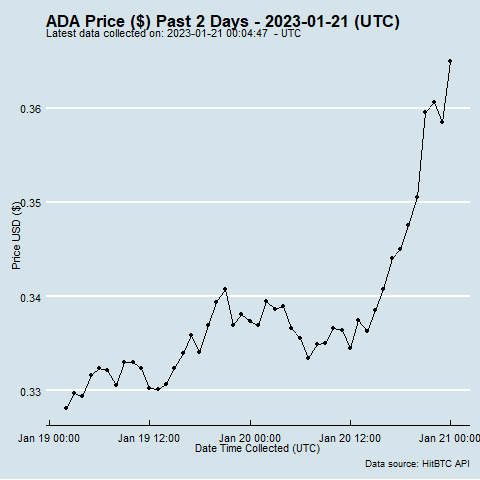 ADA Price ($) Past 2 Days - 2023-01-21 (UTC)
Latest data collected on: 2023-01-21 00:04:47  - UTC
0.36
0.35
0.34
0.33
Price USD ($)
Jan 19 00:00 Jan 19 12:00 Jan 20 00:00 Jan 20 12:00 Jan 21 00:00
Date Time Collected (UTC)
Data source: HitBTC API